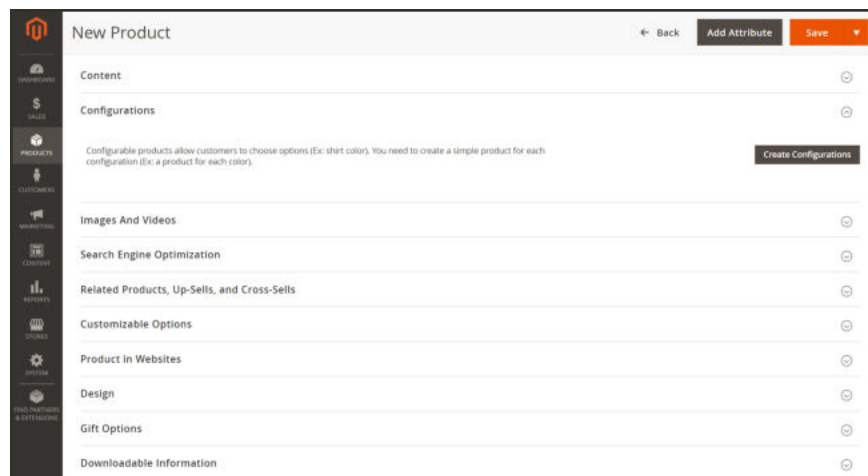 New Product
← Back
Add Attribute
Save
DASHBOARD
SALES
PRODUCTS
CUSTOMERS
MARKETING
CONTENT
REPORTS
STORES
SYSTEM
FIND PARTNERS
& EXTENSIONS
Content
Configurations
Configurable products allow customers to choose options (Ex: shirt color). You need to create a simple product for each
configuration (Ex: a product for each color).
Create Configurations
Images And Videos
Search Engine Optimization
Related Products, Up-Sells, and Cross-Sells
Customizable Options
Product in Websites
Design
Gift Options
Downloadable Information